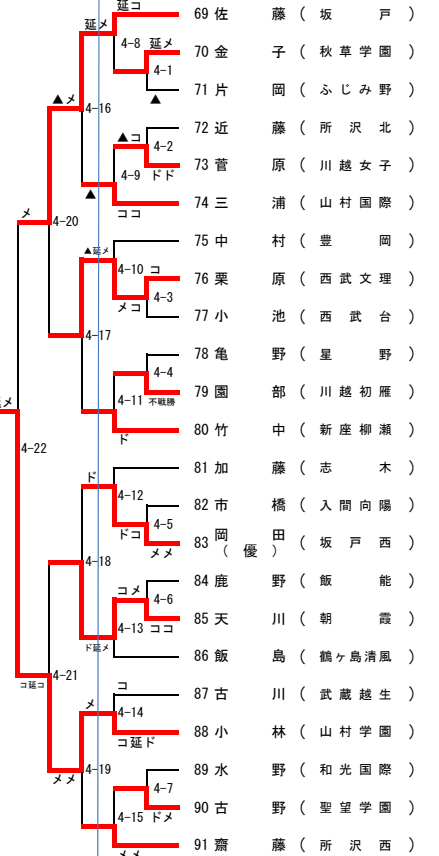 延コ
69 佐藤 (坂戸)
延メ
4-8
延メ
70 金子 (秋草学園)
4-1
71 片岡 (ふじみ野)
▲メ
4-16
▲
72 近藤 (所沢北)
▲コ
4-2
73 菅原 (川越女子)
4-9
ドド
▲
74 三浦 (山村国際)
ココ
メ
4-20
75 中村 (豊岡)
▲延メ
4-10
コ
76 栗原 (西武文理)
4-3
メコ
77 小池 (西武台)
4-17
78 亀野 (星野)
4-4
79 園部 (川越初雁)
4-11
不戦勝
延メ
80 竹中 (新座柳瀬)
ド
4-22
81 加藤 (志木)
ド
4-12
82 市橋 (入間向陽)
4-5
ドコ
83 岡田(優) (坂戸西)
メメ
4-18
84 鹿野 (飯能)
コメ
4-6
85 天川 (朝霞)
4-13
ココ
ド延メ
86 飯島 (鶴ヶ島清風)
4-21
コ延コ
コ
87 古川 (武蔵越生)
メ
4-14
88 小林 (山村学園)
コ延ド
メメ
4-19
89 水野 (和光国際)
4-7
90 古野 (聖望学園)
4-15
ドメ
91 齋藤 (所沢西)
メメ